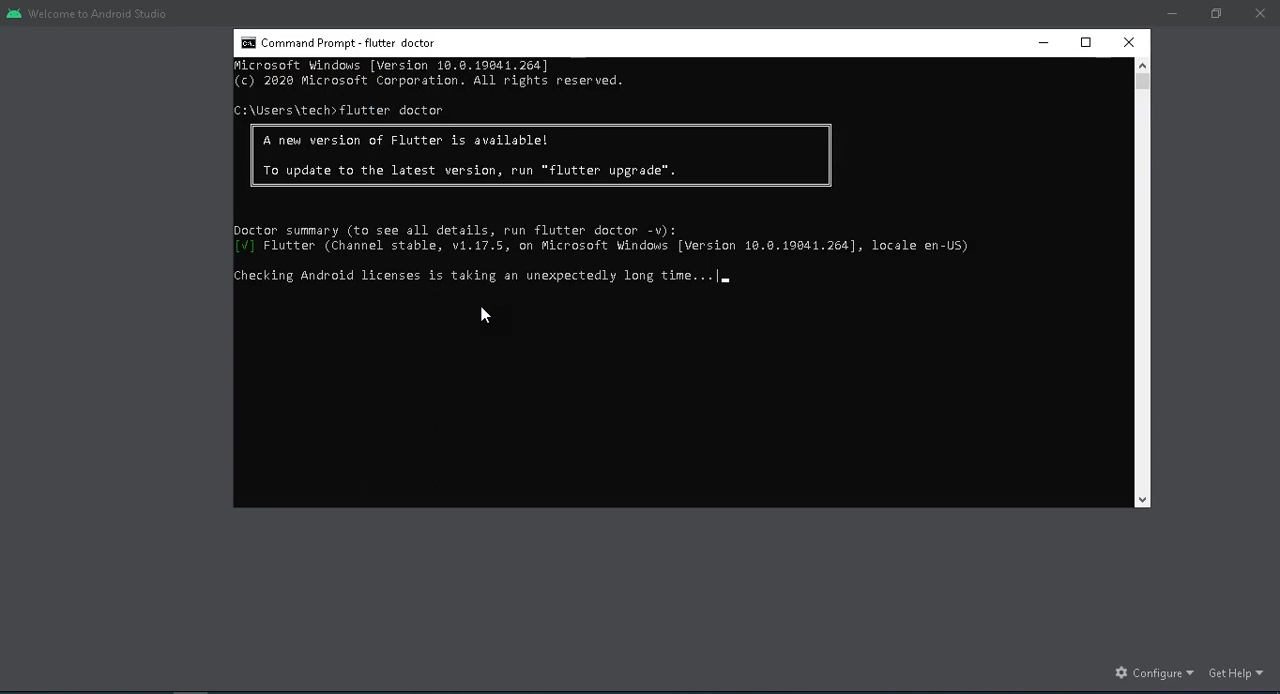 Welcome to Android Studio
Command Prompt - flutter doctor
Microsoft Windows [Version 10.0.19041.264]
(c) 2020 Microsoft Corporation. All rights reserved.
C:\Users\tech>flutter doctor
A new version of Flutter is available!
To update to the latest version, run "flutter upgrade".
Doctor summary (to see all details, run flutter doctor -v):
[√] Flutter (Channel stable, v1.17.5, on Microsoft Windows [Version 10.0.19041.264], locale en-US)
Checking Android licenses is taking an unexpectedly long time...|
Configure
Get Help